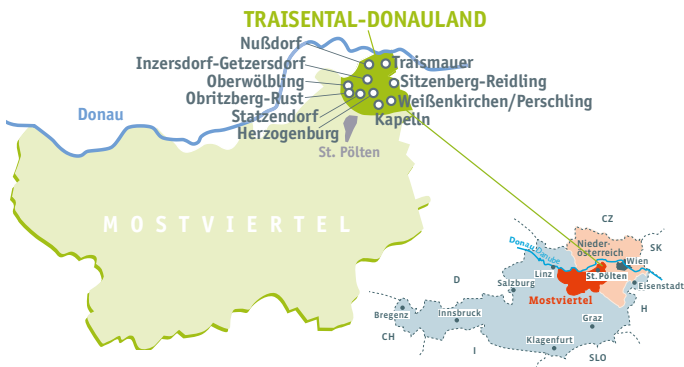 TRAISENTAL-DONAULAND
Nußdorf
Inzersdorf-Getzersdorf
Traismauer
Oberwölbling
Sitzenberg-Reidling
Obritzberg-Rust
Weißenkirchen/Perschling
Statzendorf
Kapelln
Herzogenburg
Donau
St. Pölten
MOSTVIERTEL
CZ
Donau/Danube
Nieder-
österreich
SK
Wien
Linz
St. Pölten
D
Salzburg
Eisenstadt
Mostviertel
H
Bregenz
Innsbruck
Graz
CH
Klagenfurt
I
SLO